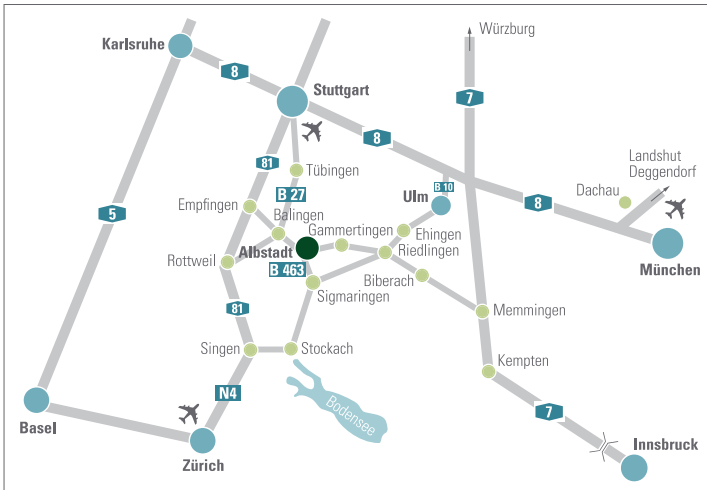 Würzburg
Karlsruhe
8
Stuttgart
7
8
Landshut
Deggendorf
81
Tübingen
B 27
Ulm
B 10
Dachau
8
5
Empfingen
Balingen
Gammertingen
Ehingen
Rottweil
Albstadt
Riedlingen
München
B 463
Biberach
Sigmaringen
81
Memmingen
Singen
Stockach
Kempten
N4
Bodensee
7
Basel
Zürich
Innsbruck